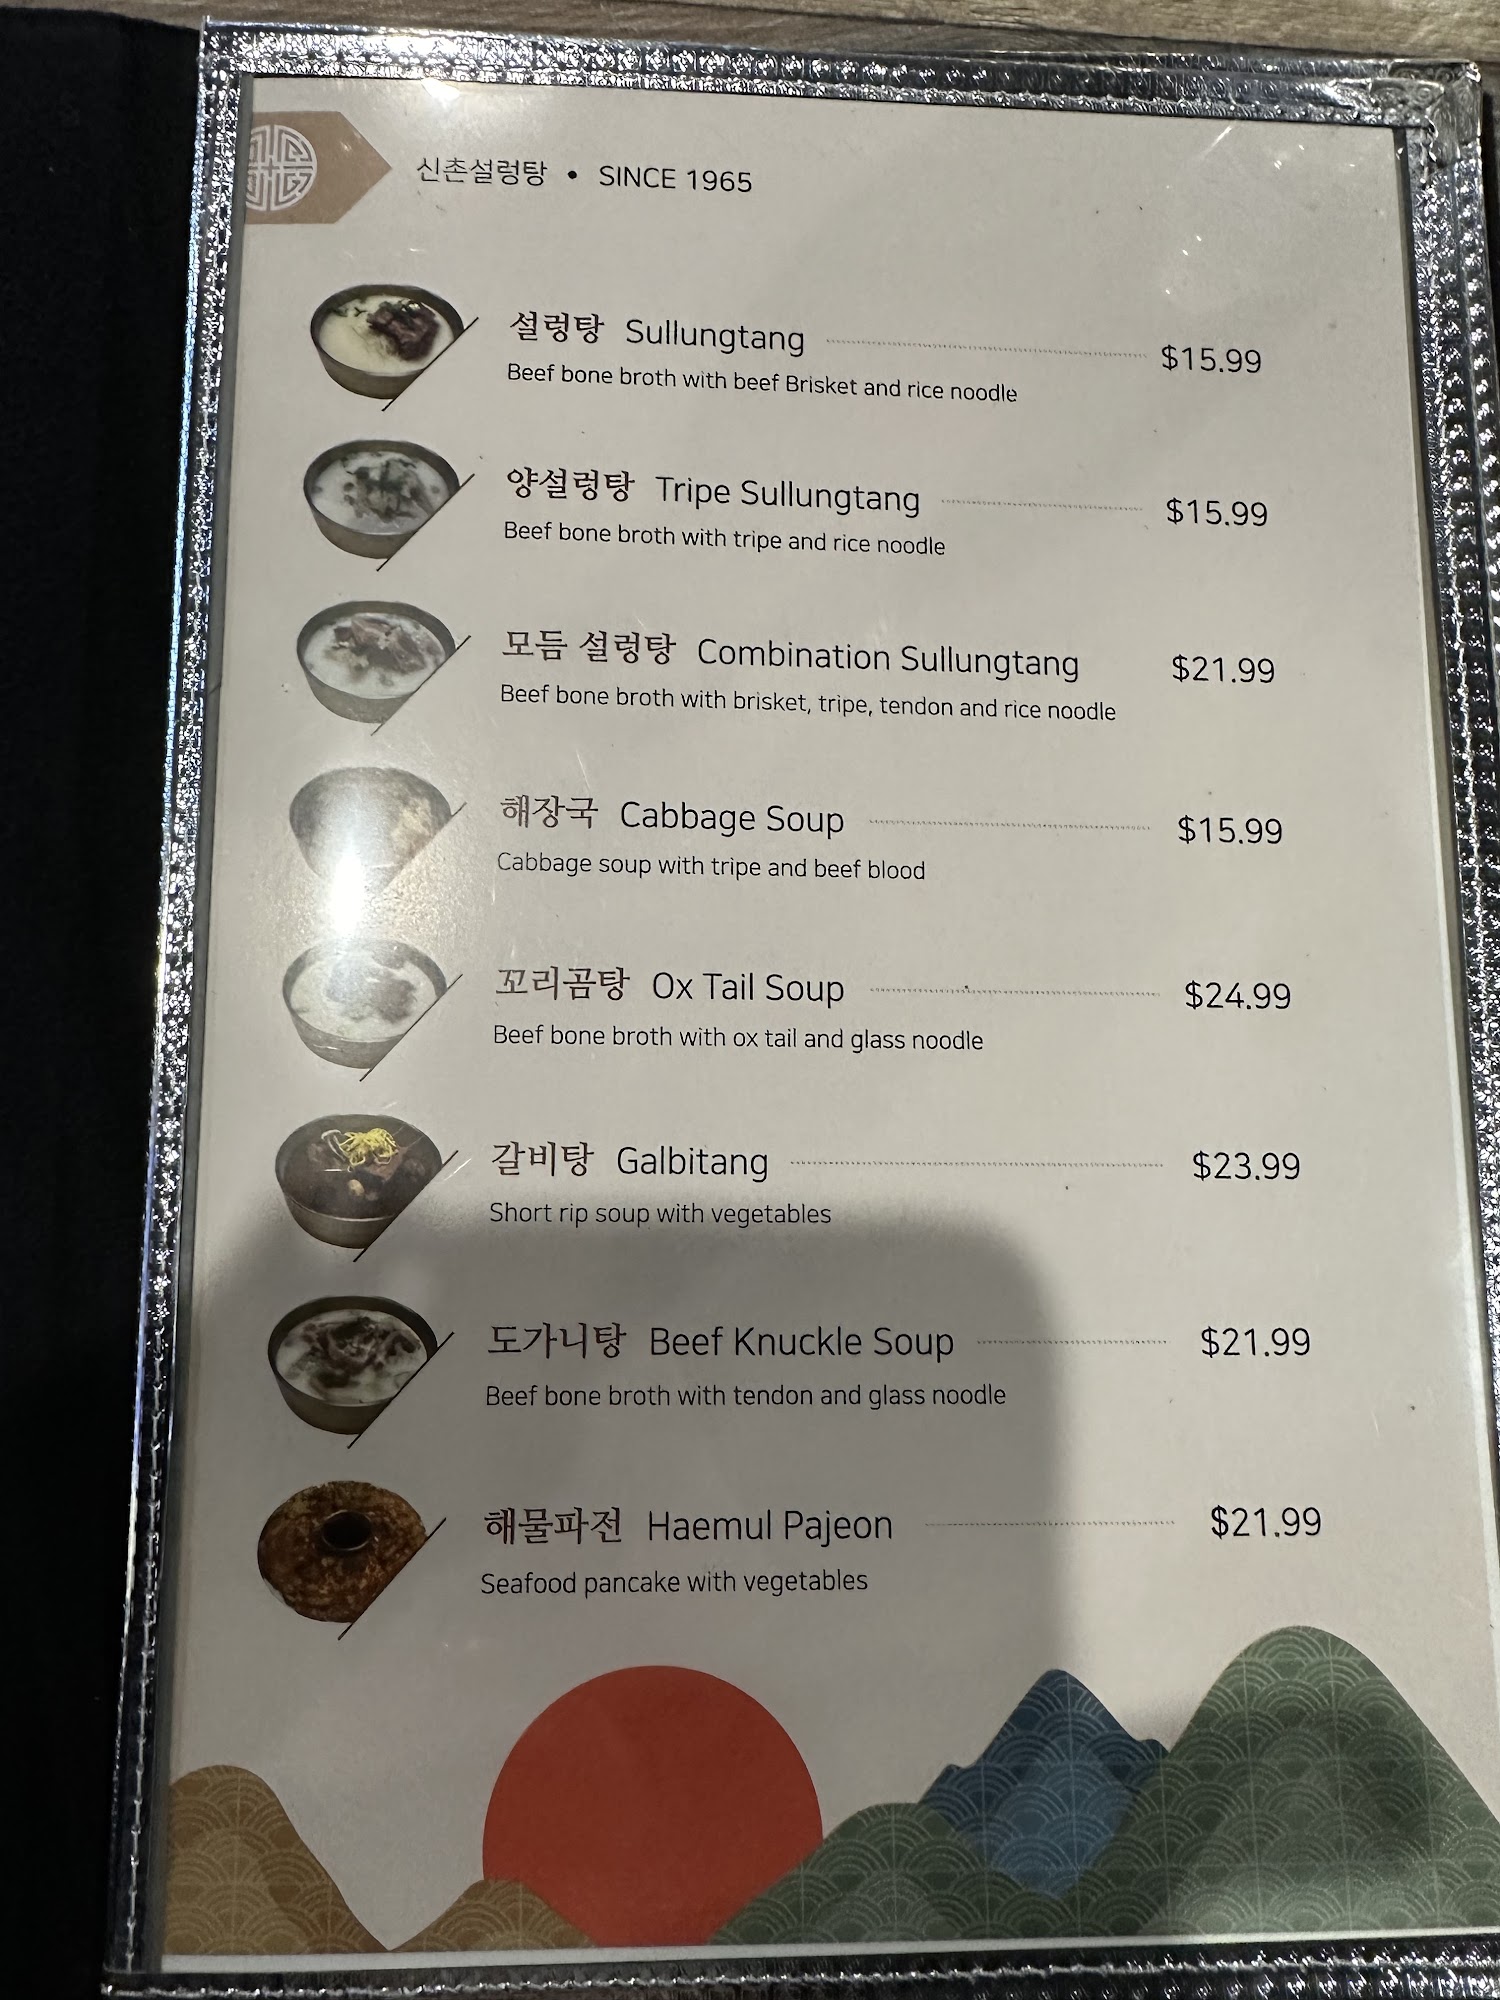 신촌설렁탕 • SINCE 1965
설렁탕 Sullungtang $15.99
Beef bone broth with beef Brisket and rice noodle
양설렁탕 Tripe Sullungtang $15.99
Beef bone broth with tripe and rice noodle
모듬 설렁탕 Combination Sullungtang $21.99
Beef bone broth with brisket, tripe, tendon and rice noodle
해장국 Cabbage Soup $15.99
Cabbage soup with tripe and beef blood
꼬리곰탕 Ox Tail Soup $24.99
Beef bone broth with ox tail and glass noodle
갈비탕 Galbitang $23.99
Short rip soup with vegetables
도가니탕 Beef Knuckle Soup $21.99
Beef bone broth with tendon and glass noodle
해물파전 Haemul Pajeon $21.99
Seafood pancake with vegetables